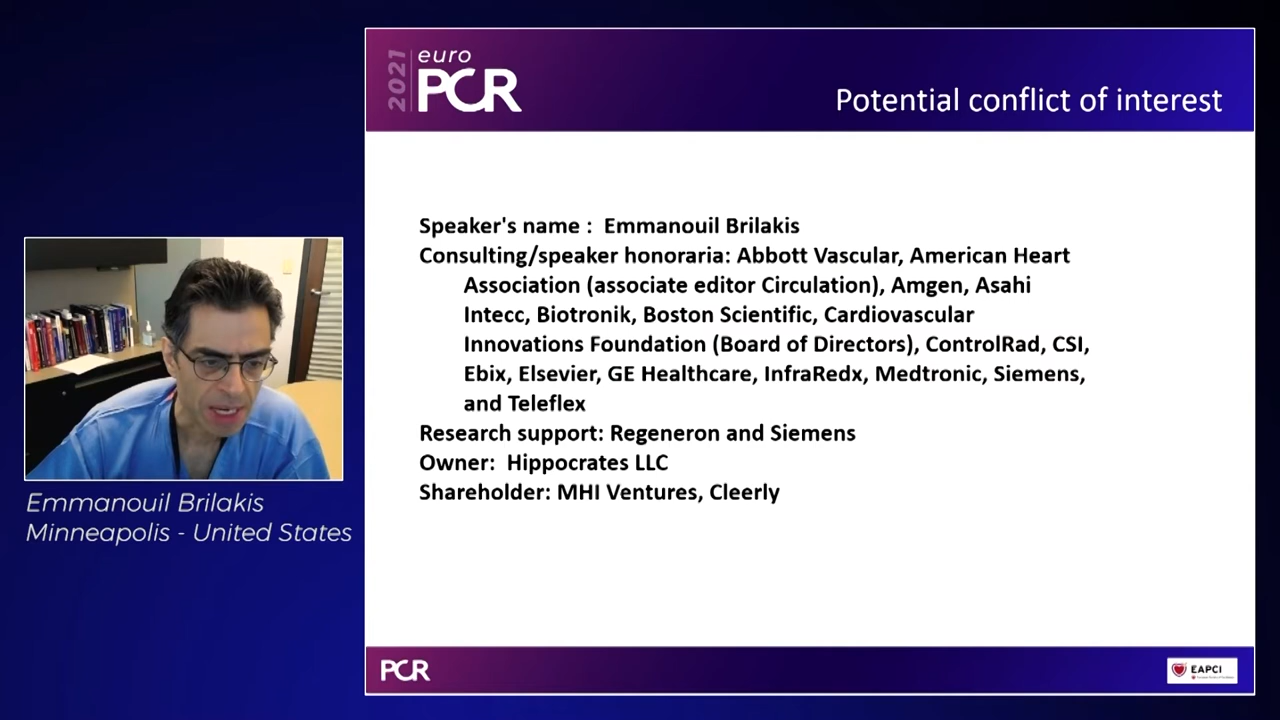 2021
euro
PCR
Potential conflict of interest
Speaker's name : Emmanouil Brilakis
Consulting/speaker honoraria: Abbott Vascular, American Heart
Association (associate editor Circulation), Amgen, Asahi
Intecc, Biotronik, Boston Scientific, Cardiovascular
Innovations Foundation (Board of Directors), ControlRad, CSI,
Ebix, Elsevier, GE Healthcare, InfraRedx, Medtronic, Siemens,
and Teleflex
Research support: Regeneron and Siemens
Owner: Hippocrates LLC
Shareholder: MHI Ventures, Cleerly
Emmanouil Brilakis
Minneapolis - United States
PCR
EAPCI